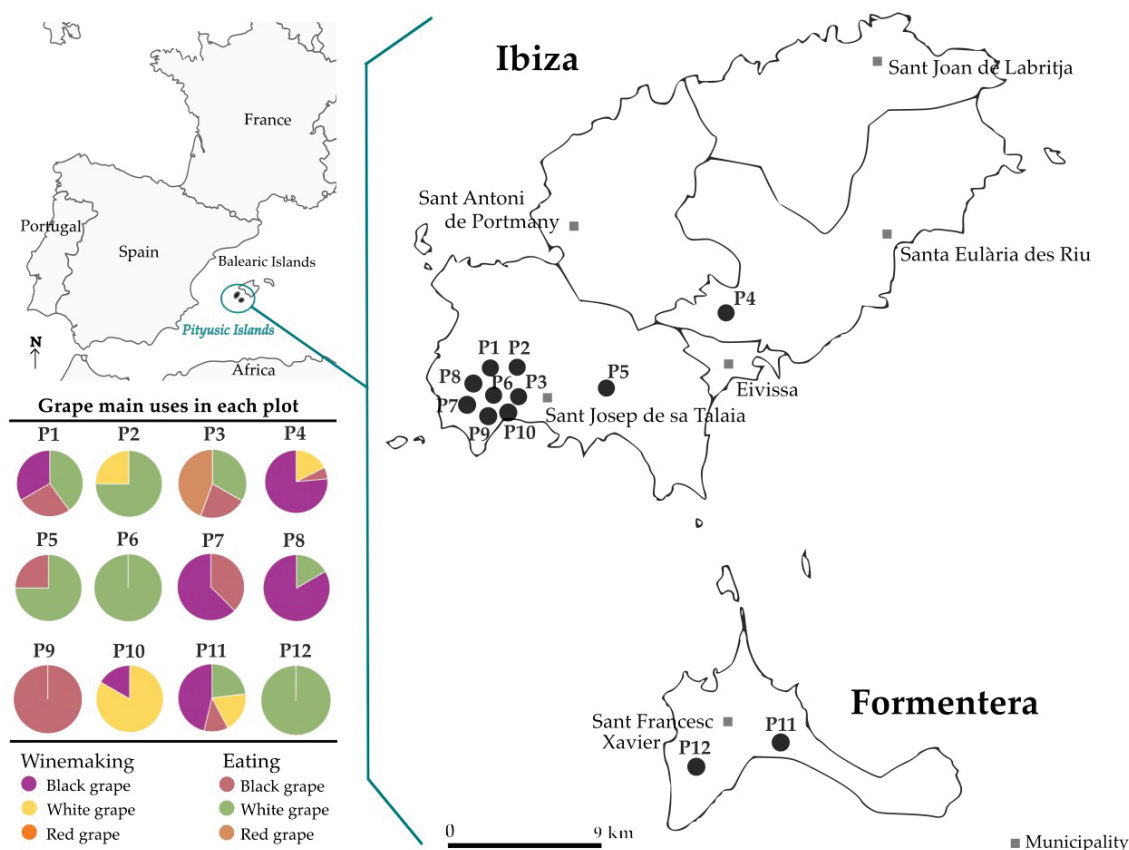 France
Portugal
Spain
Balearic Islands
Pityusic Islands
N
Africa
Grape main uses in each plot
P1
P2
P3
P4
P5
P6
P7
P8
P9
P10
P11
P12
Winemaking
Black grape
White grape
Red grape
Eating
Black grape
White grape
Red grape
Ibiza
Sant Joan de Labritja
Sant Antoni
de Portmany
Santa Eulària des Riu
P4
P1
P2
P8
P6
P3
P5
Eivissa
P7
Sant Josep de sa Talaia
P9
P10
Formentera
Sant Francesc
Xavier
P11
P12
0
9 km
Municipality